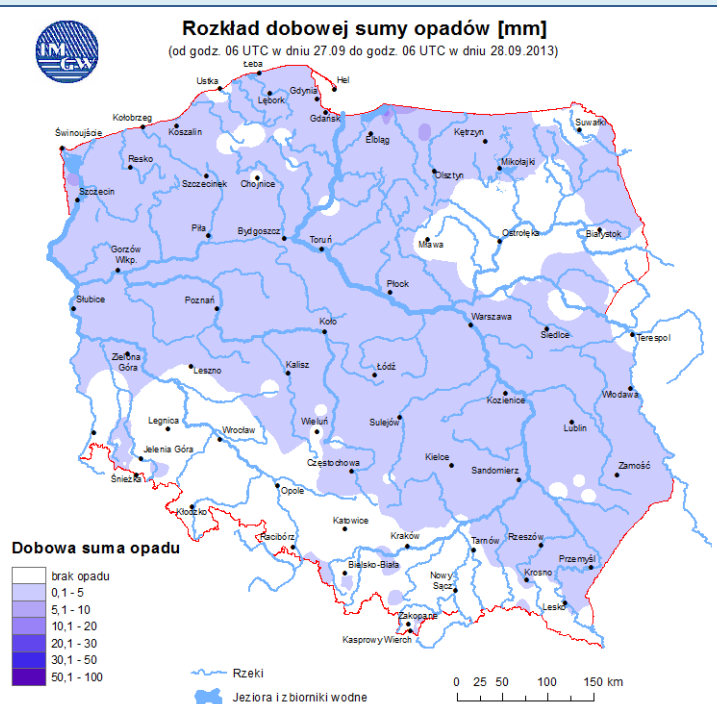 Rozkład dobowej sumy opadów [mm]
(od godz. 06 UTC w dniu 27.09 do godz. 06 UTC w dniu 28.09.2013)
IM
GW
Łeba
Ustka
Hel
Lębork
Gdynia
Gdańsk
Kołobrzeg
Koszalin
Świnoujście
Elbląg
Kętrzyn
Suwałki
Resko
Szczecinek
Chojnice
Olsztyn
Mikołajki
Szczecin
Piła
Bydgoszcz
Toruń
Mława
Ostrołęka
Białystok
Gorzów
Wlkp.
Płock
Słubice
Poznań
Koło
Warszawa
Siedlce
Terespol
Zielona
Góra
Leszno
Kalisz
Łódź
Kozienice
Włodawa
Legnica
Wrocław
Wieluń
Sulejów
Lublin
Jelenia Góra
Śnieżka
Częstochowa
Kielce
Sandomierz
Zamość
Opole
Kłodzko
Racibórz
Katowice
Kraków
Tarnów
Rzeszów
Przemyśl
Bielsko-Biała
Nowy
Sącz
Krosno
Lesko
Zakopane
Kasprowy Wierch
Dobowa suma opadu
brak opadu
0,1 - 5
5,1 - 10
10,1 - 20
20,1 - 30
30,1 - 50
50,1 - 100
Rzeki
Jeziora i zbiorniki wodne
0 25 50 100 150 km